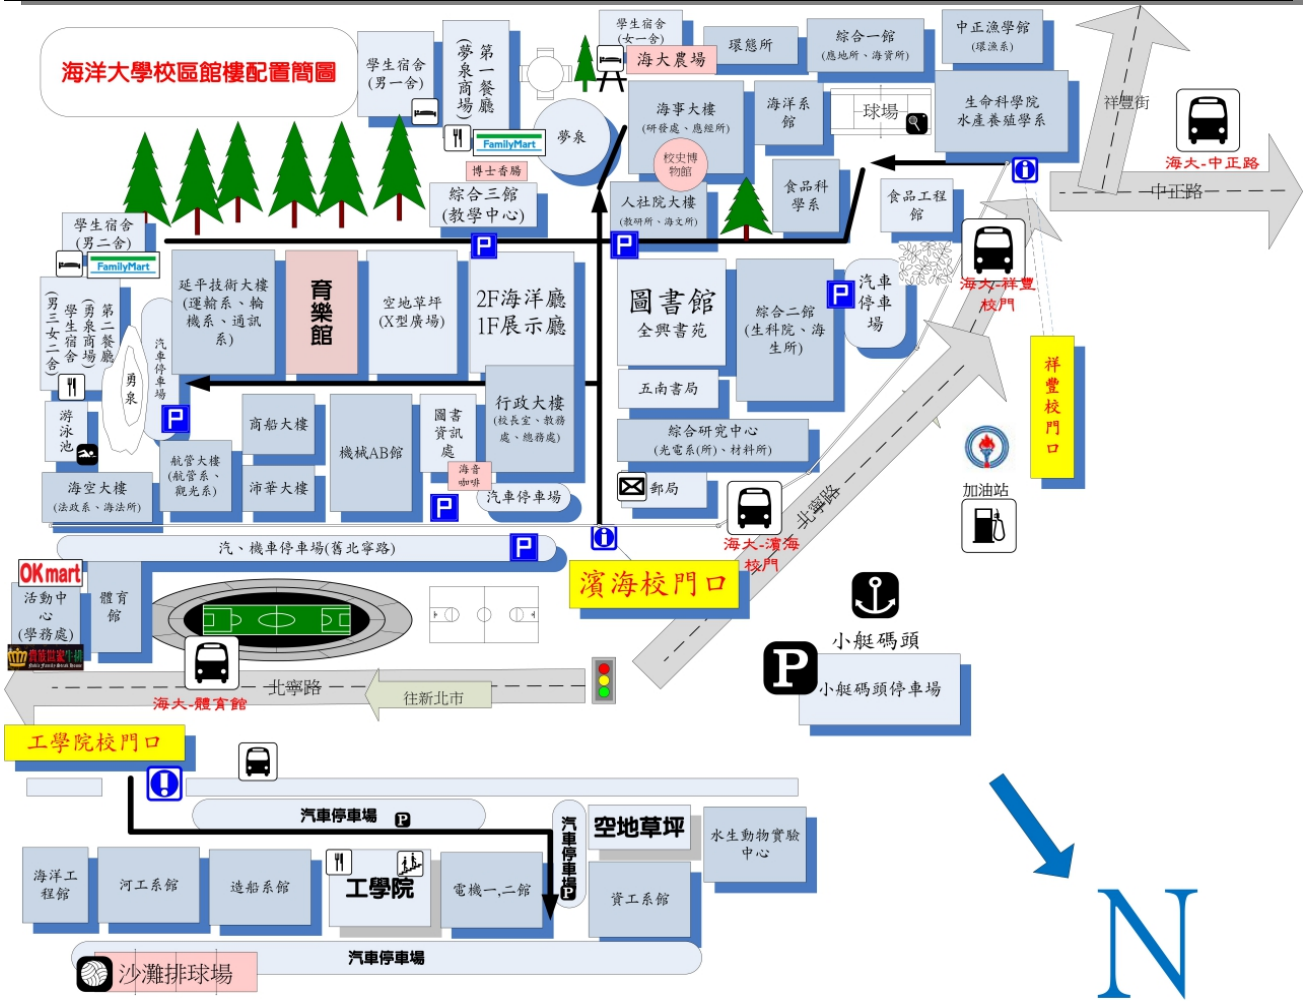 海洋大學校區館樓配置簡圖
學生宿舍
(男一舍)
第一餐廳
(夢泉商場)
FamilyMart
夢泉
學生宿舍
(女一舍)
海大農場
環態所
綜合一館
(應地所、海資所)
中正漁學館
(環漁系)
海事大樓
(研發處、應經所)
校史博
物館
海洋系
館
球場
生命科學院
水產養殖學系
祥豐街
海大-中正路
中正路
博士香腸
綜合三館
(教學中心)
人社院大樓
(教研所、海文所)
食品科
學系
食品工程
館
學生宿舍
(男二舍)
FamilyMart
P
P
延平技術大樓
(運輸系、輪
機系、通訊
系)
育樂館
空地草坪
(X型廣場)
2F海洋廳
1F展示廳
圖書館
全興書苑
綜合二館
(生科院、海
生所)
P
汽車
停車
場
海大-祥豐
校門
第二餐廳
(勇泉商場)
學生宿舍
(男三女二舍)
勇泉
汽車停車場
P
五南書局
祥豐校門口
游泳池
商船大樓
機械AB館
圖書
資訊
處
行政大樓
(校長室、教務
處、總務處)
綜合研究中心
(光電系(所)、材料所)
航管大樓
(航管系、
觀光系)
海空大樓
(法政系、海法所)
沛華大樓
海音
咖啡
P
汽車停車場
郵局
海大-濱海
校門
北寧路
加油站
汽、機車停車場(舊北寧路)
P
濱海校門口
OKmart
活動中
心
(學務處)
貴族世家牛排
體育
館
小艇碼頭
P
小艇碼頭停車場
海大-體育館
北寧路
往新北市
工學院校門口
汽車停車場
P
汽車停車場
P
空地草坪
水生動物實驗
中心
海洋工
程館
河工系館
造船系館
工學院
電機一,二館
資工系館
汽車停車場
沙灘排球場
N